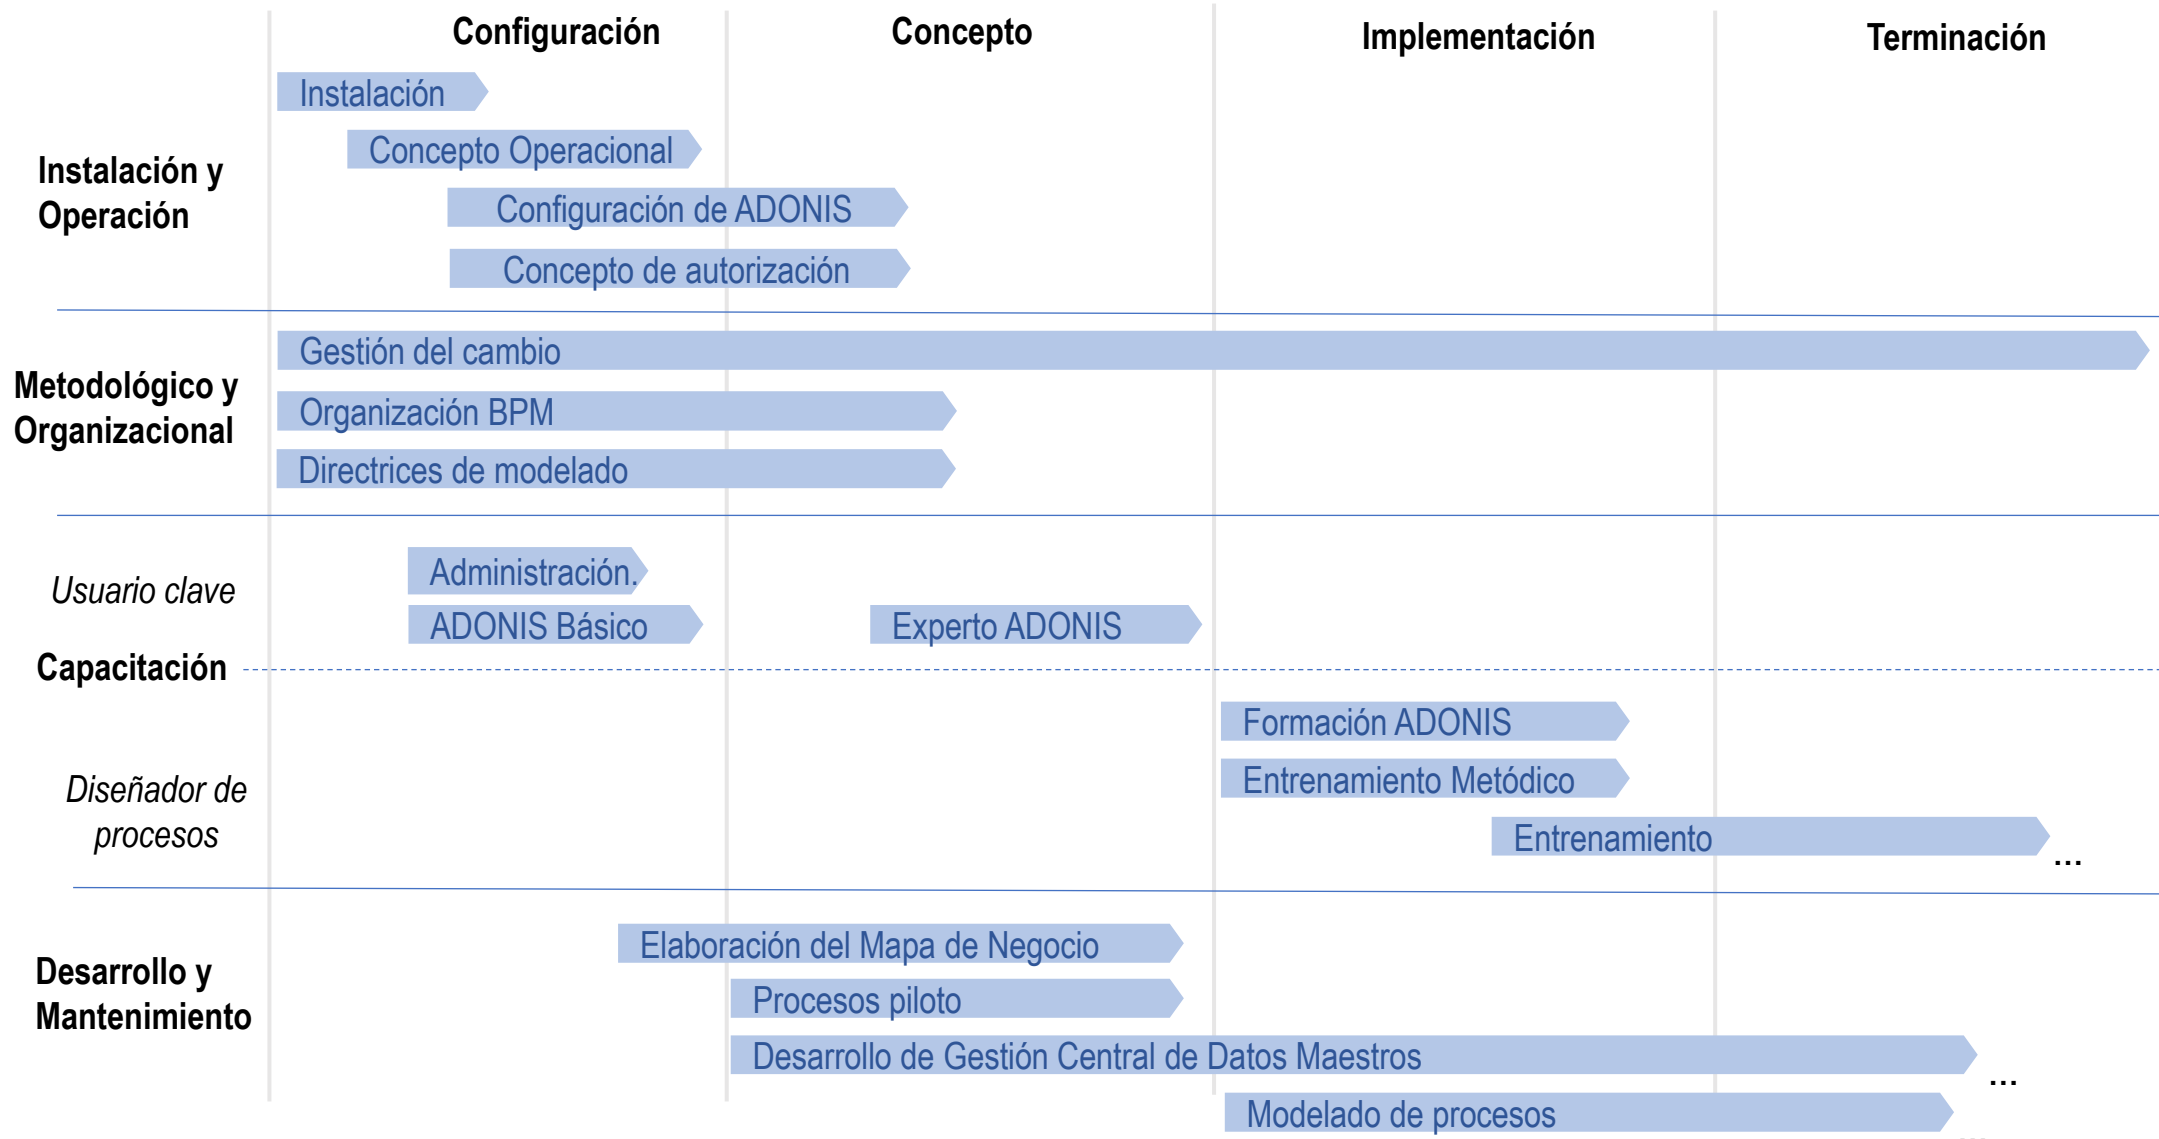 Configuración
Concepto
Implementación
Terminación
Instalación
Concepto Operacional
Instalación y
Operación
Configuración de ADONIS
Concepto de autorización
Gestión del cambio
Metodológico y
Organizacional
Organización BPM
Directrices de modelado
Administración.
Usuario clave
ADONIS Básico
Experto ADONIS
Capacitación
Formación ADONIS
Entrenamiento Metódico
Diseñador de
procesos
Entrenamiento
...
Elaboración del Mapa de Negocio
Desarrollo y
Mantenimiento
Procesos piloto
Desarrollo de Gestión Central de Datos Maestros
...
Modelado de procesos